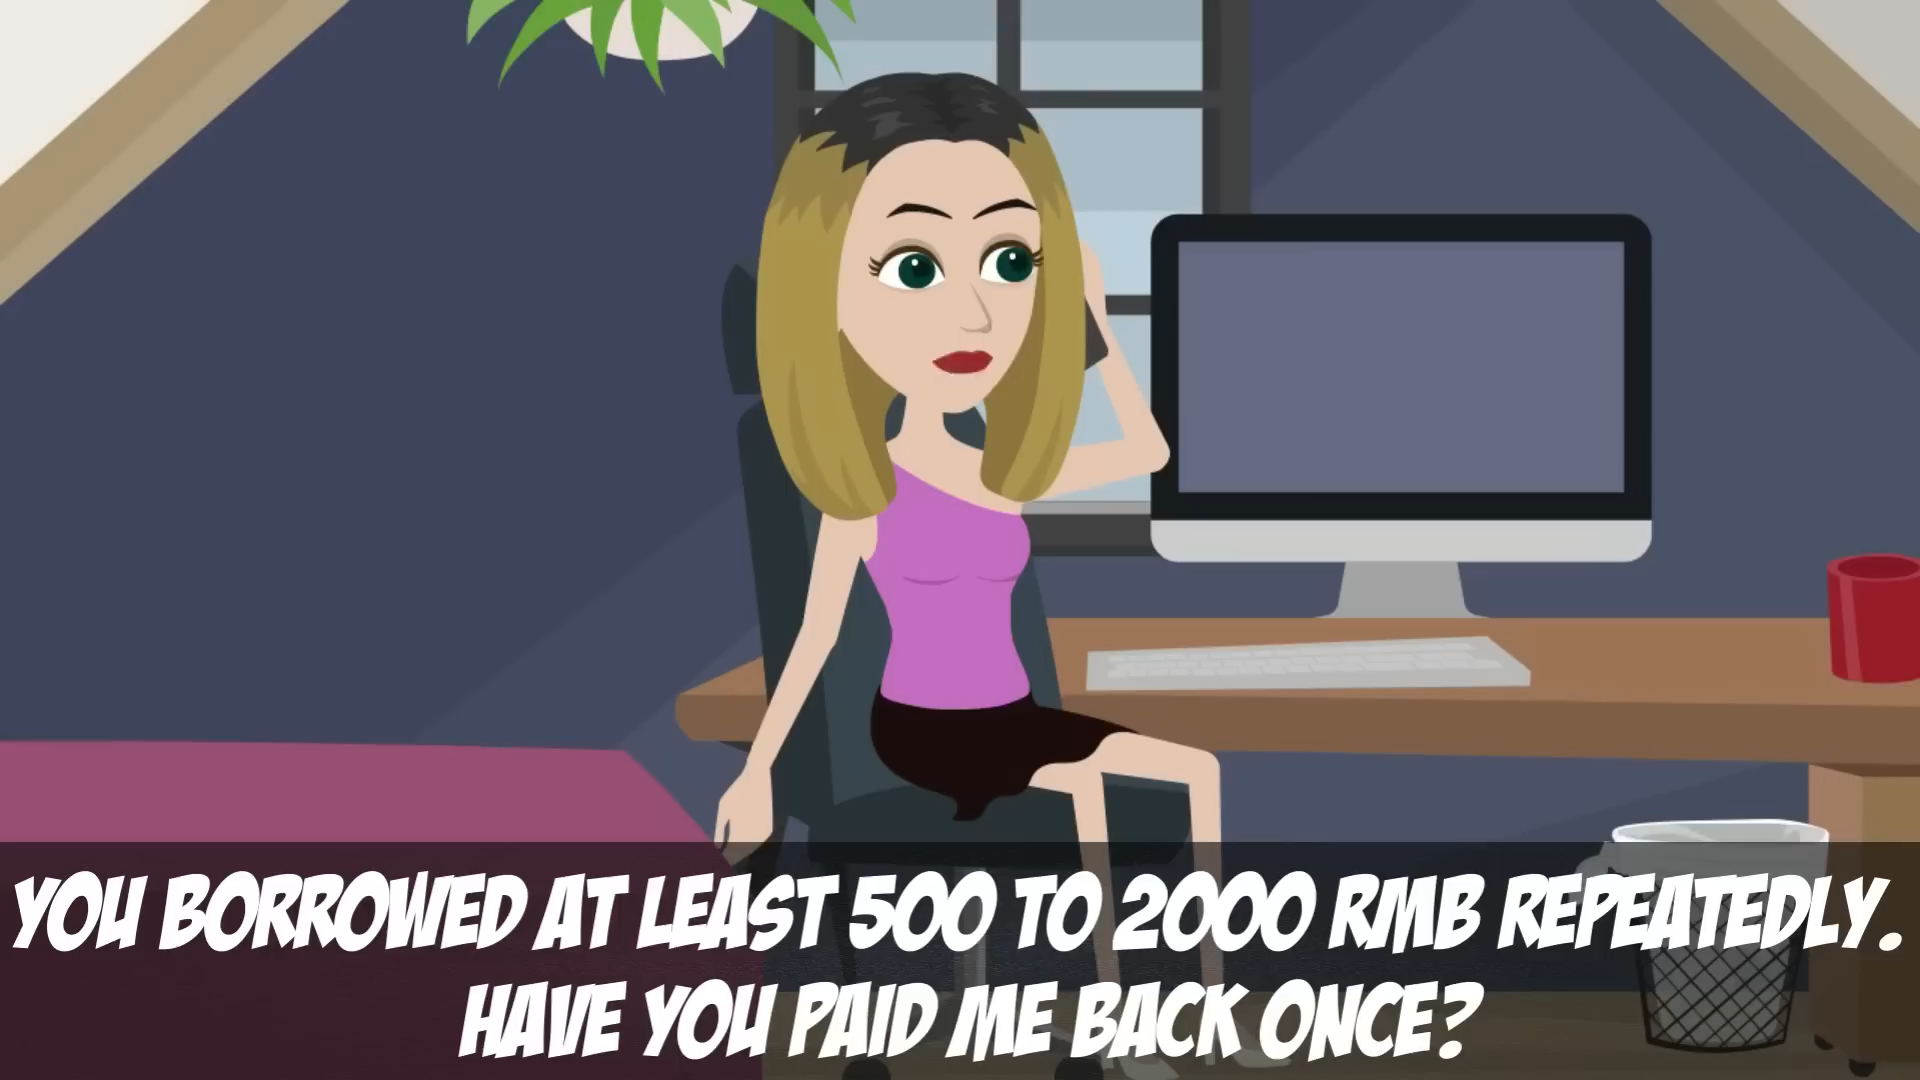 YOU BORROWED AT LEAST 500 TO 2000 RMB REPEATEDLY.
HAVE YOU PAID ME BACK ONCE?